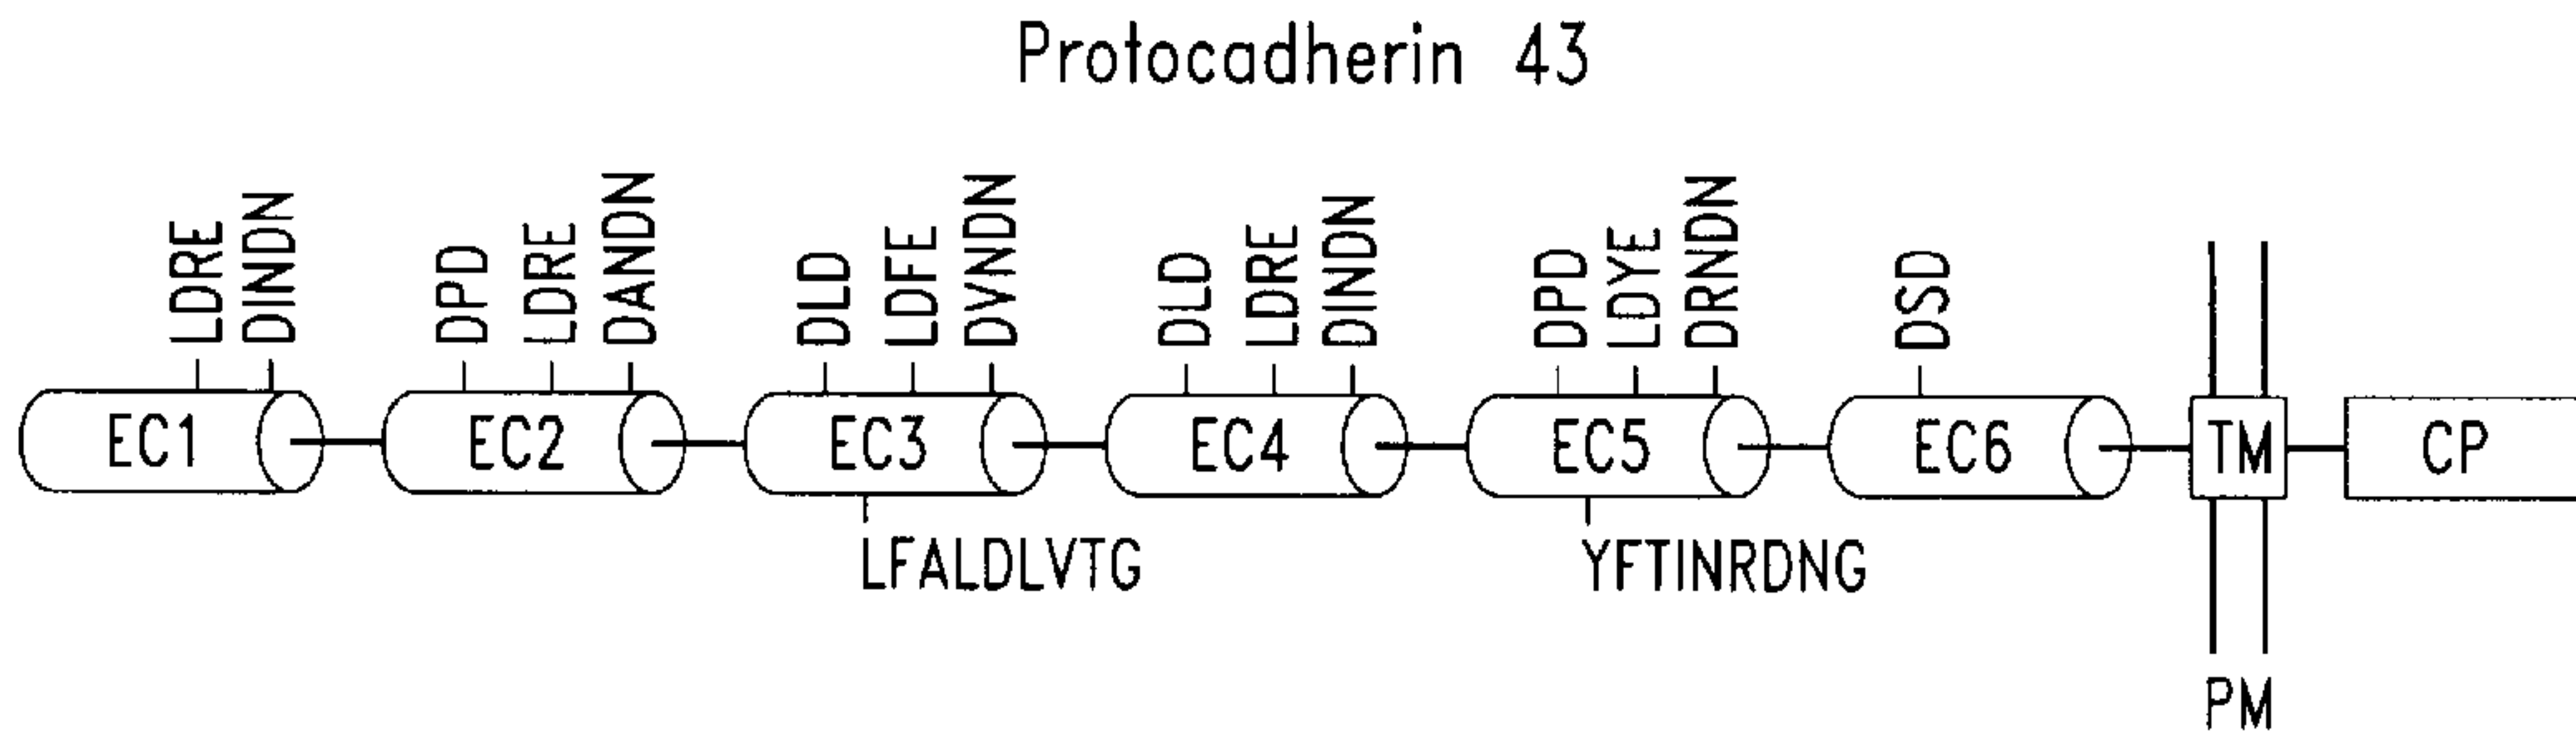 Protocadherin 43
LDRE DINDN DPD LDRE DANDN DLD LDFE DVNDN DLD LDRE DINDN DPD LDYE DRNDN DSD
EC1 EC2 EC3 EC4 EC5 EC6 TM CP
LFALDLVTG YFTINRDNG
PM